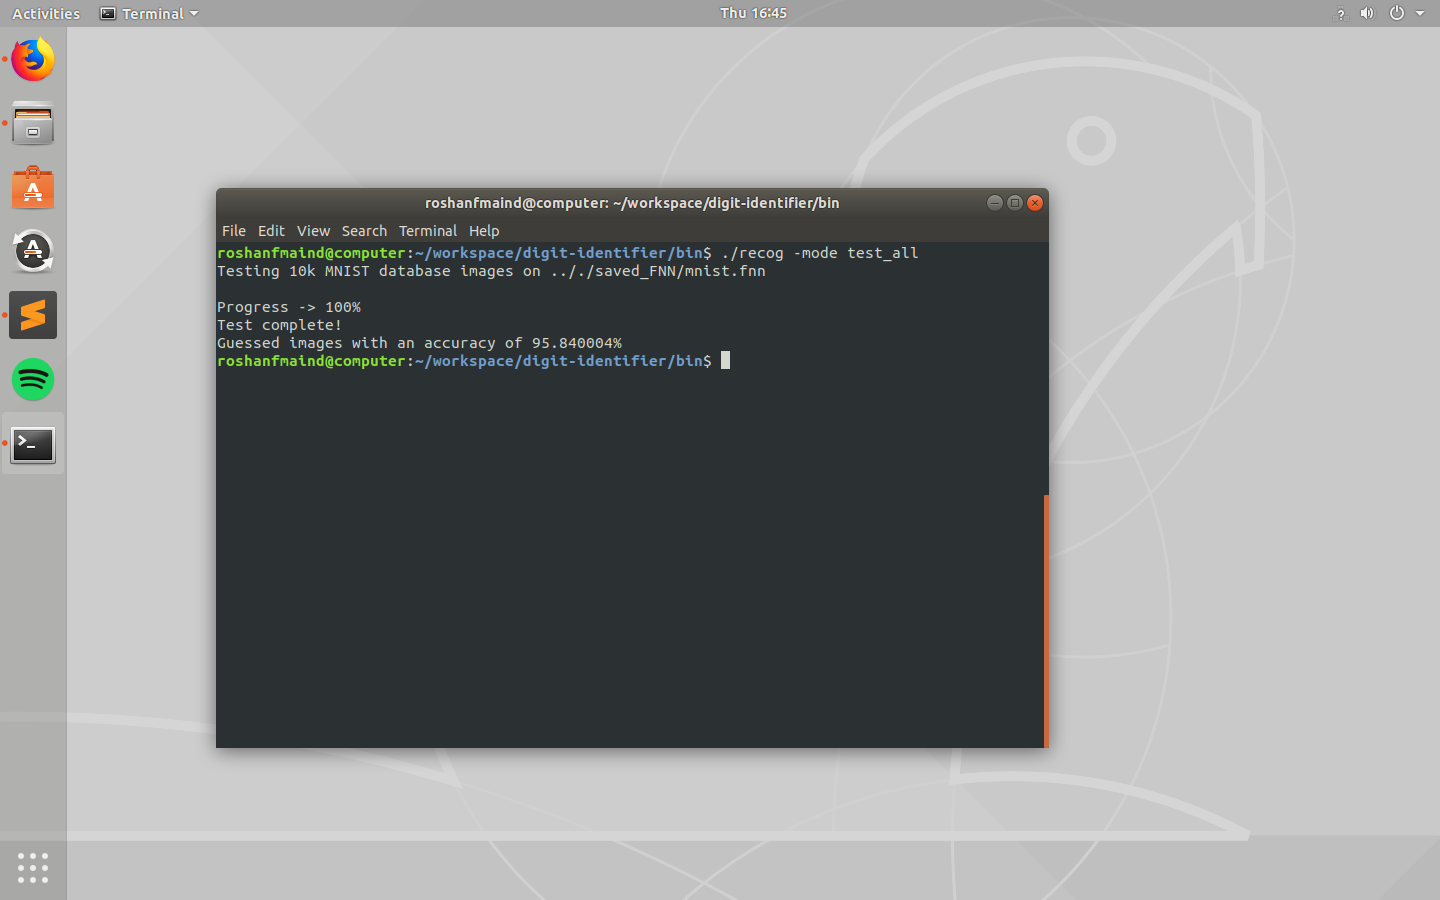 Activities Terminal Thu 16:45 ?
roshanfmaind@computer: ~/workspace/digit-identifier/bin
File Edit View Search Terminal Help
roshanfmaind@computer:~/workspace/digit-identifier/bin$ ./recog -mode test_all
Testing 10k MNIST database images on .././saved_FNN/mnist.fnn
Progress -> 100%
Test complete!
Guessed images with an accuracy of 95.840004%
roshanfmaind@computer:~/workspace/digit-identifier/bin$